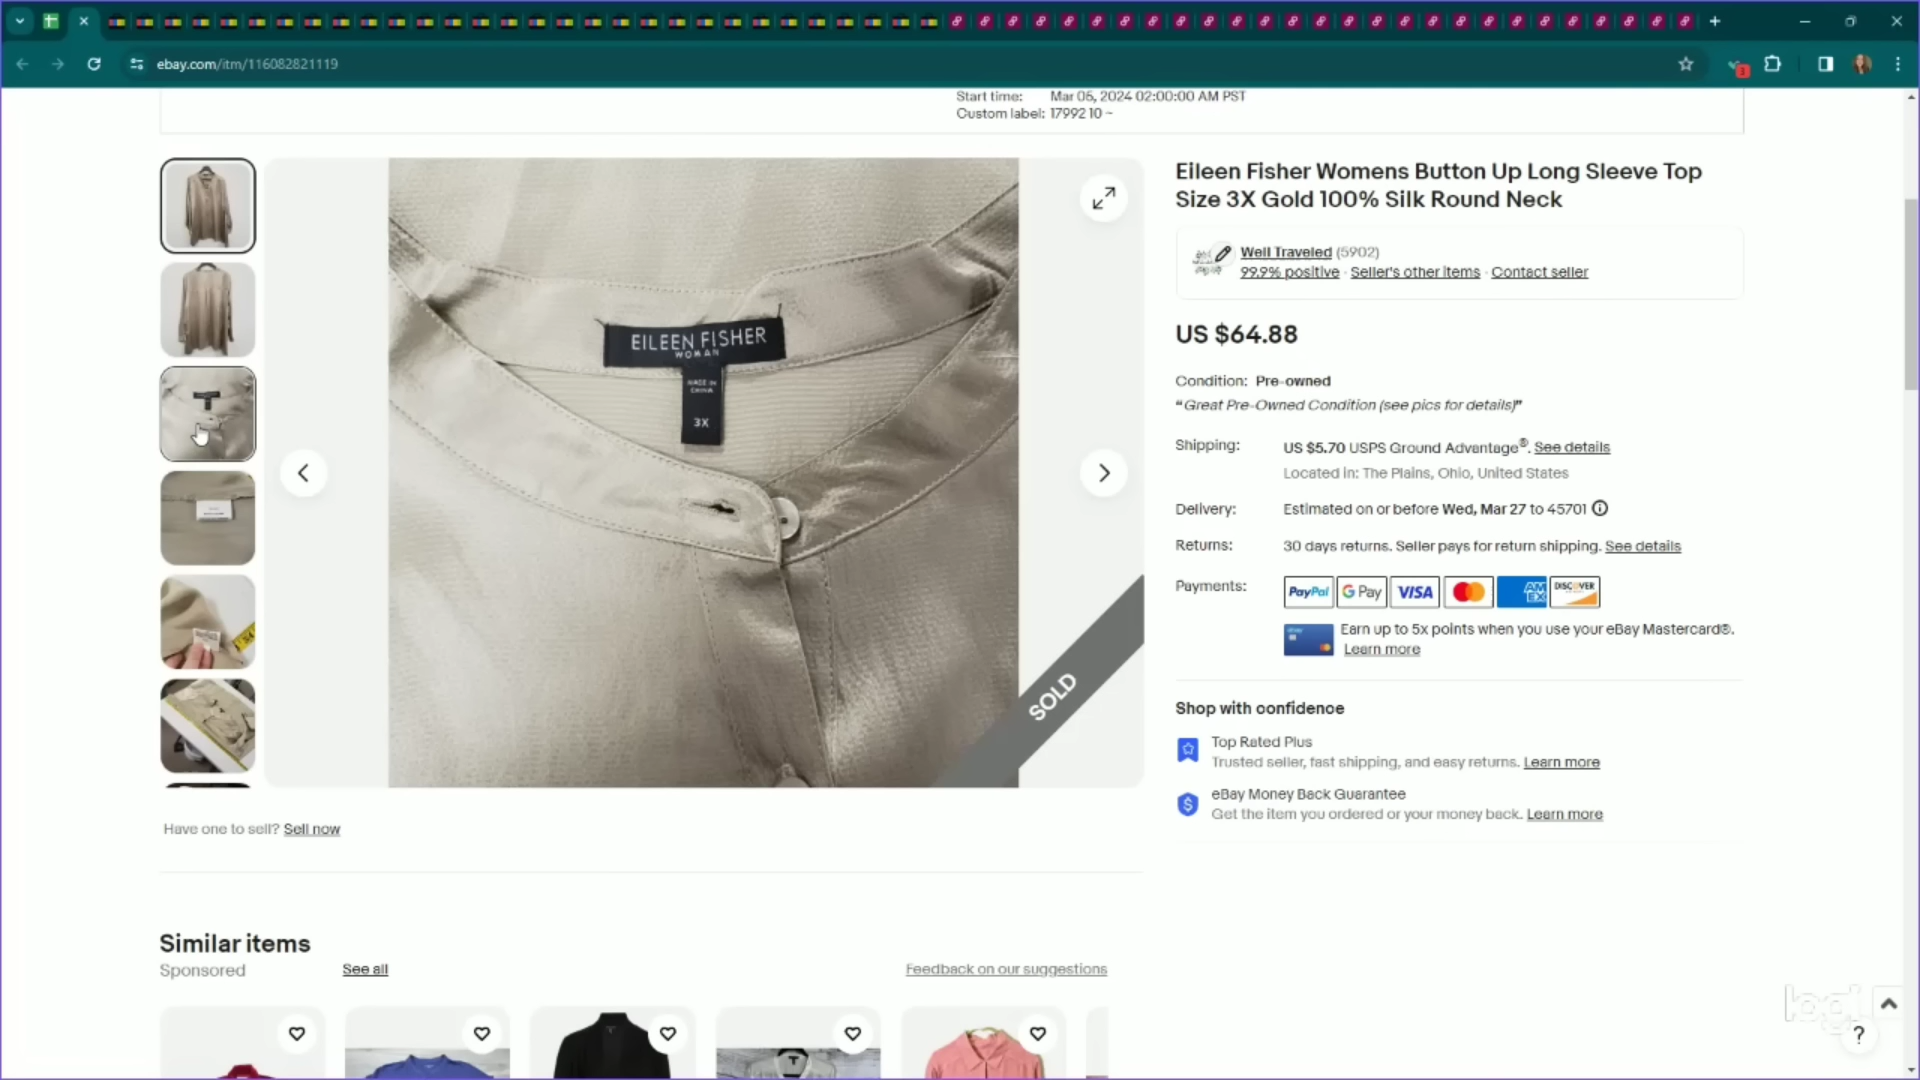 ebay.com/itm/116082821119
Start time: Mar 05, 2024 02:00:00 AM PST
Custom label: 17992 10 ~
Eileen Fisher Womens Button Up Long Sleeve Top
Size 3X Gold 100% Silk Round Neck
Well Traveled (5902)
99.9% positive · Seller's other items · Contact seller
US $64.88
Condition: Pre-owned
“Great Pre-Owned Condition (see pics for details)”
Shipping: US $5.70 USPS Ground Advantage®. See details
Located in: The Plains, Ohio, United States
Delivery: Estimated on or before Wed, Mar 27 to 45701
Returns: 30 days returns. Seller pays for return shipping. See details
Payments: PayPal G Pay VISA AM EX DISCOVER
Earn up to 5x points when you use your eBay Mastercard®.
Learn more
Shop with confidence
Top Rated Plus
Trusted seller, fast shipping, and easy returns. Learn more
eBay Money Back Guarantee
Get the item you ordered or your money back. Learn more
EILEEN FISHER
WOMAN
MADE IN
CHINA
3X
SOLD
Have one to sell? Sell now
Similar items
Sponsored
See all
Feedback on our suggestions
logi
?